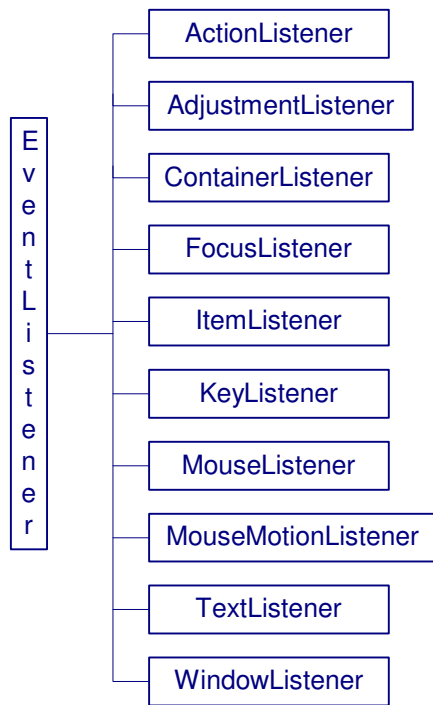 EventListener
ActionListener
AdjustmentListener
ContainerListener
FocusListener
ItemListener
KeyListener
MouseListener
MouseMotionListener
TextListener
WindowListener